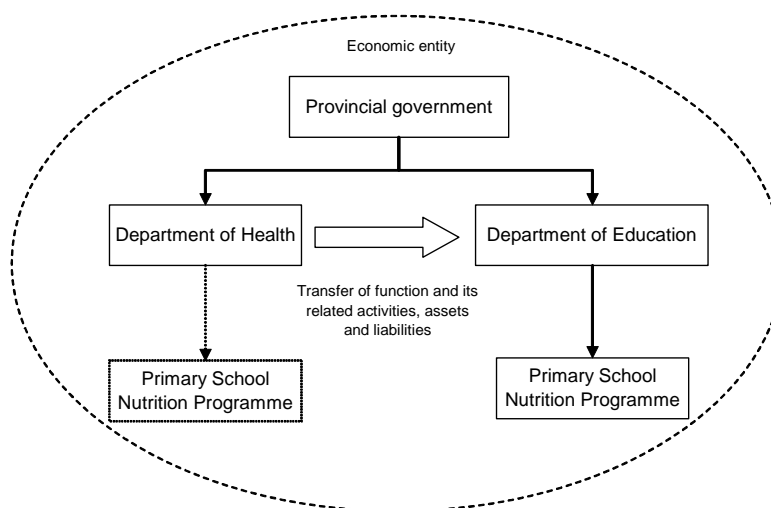 Economic entity
Provincial government
Department of Health
Department of Education
Transfer of function and its
related activities, assets
and liabilities
Primary School
Nutrition Programme
Primary School
Nutrition Programme